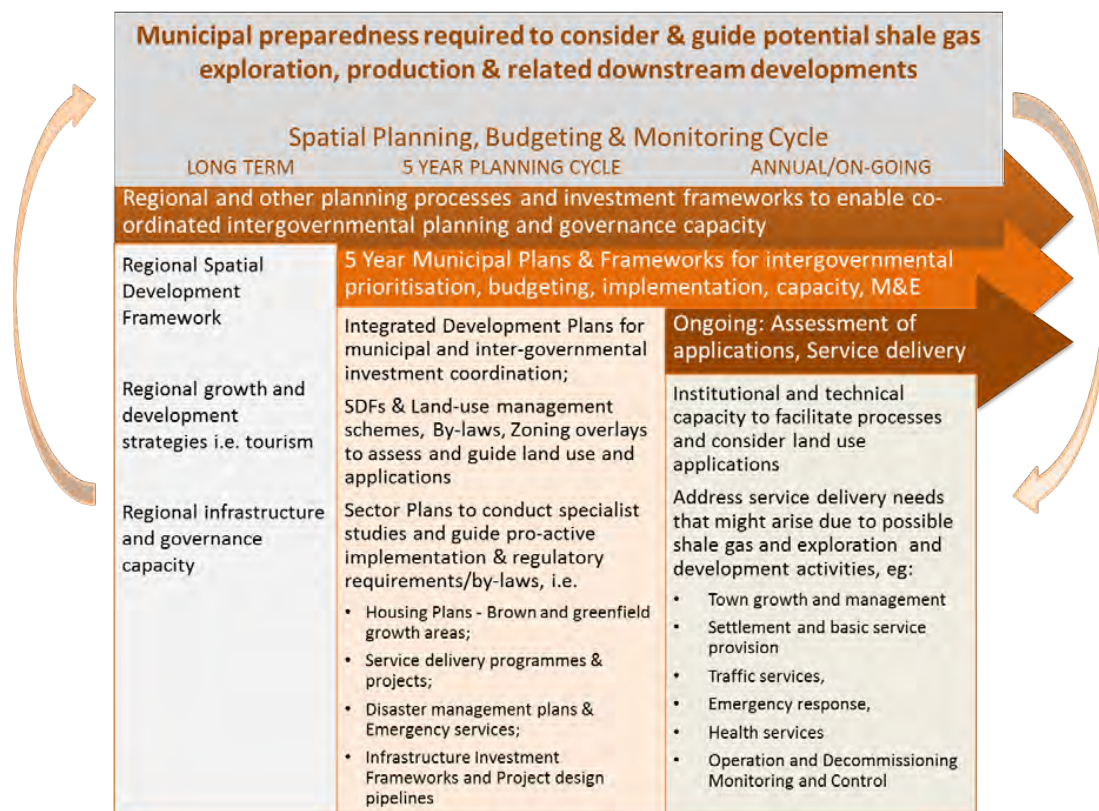 Municipal preparedness required to consider & guide potential shale gas
exploration, production & related downstream developments
Spatial Planning, Budgeting & Monitoring Cycle
LONG TERM
5 YEAR PLANNING CYCLE
ANNUAL/ON-GOING
Regional and other planning processes and investment frameworks to enable co-
ordinated intergovernmental planning and governance capacity
Regional Spatial
Development
Framework
Regional growth and
development
strategies i.e. tourism
Regional infrastructure
and governance
capacity
5 Year Municipal Plans & Frameworks for intergovernmental
prioritisation, budgeting, implementation, capacity, M&E
Integrated Development Plans for
municipal and inter-governmental
investment coordination;
SDFs & Land-use management
schemes, By-laws, Zoning overlays
to assess and guide land use and
applications
Sector Plans to conduct specialist
studies and guide pro-active
implementation & regulatory
requirements/by-laws, i.e.
• Housing Plans - Brown and greenfield
growth areas;
• Service delivery programmes &
projects;
• Disaster management plans &
Emergency services;
• Infrastructure Investment
Frameworks and Project design
pipelines
Ongoing: Assessment of
applications, Service delivery
Institutional and technical
capacity to facilitate processes
and consider land use
applications
Address service delivery needs
that might arise due to possible
shale gas and exploration and
development activities, eg:
• Town growth and management
• Settlement and basic service
provision
• Traffic services,
• Emergency response,
• Health services
• Operation and Decommissioning
Monitoring and Control